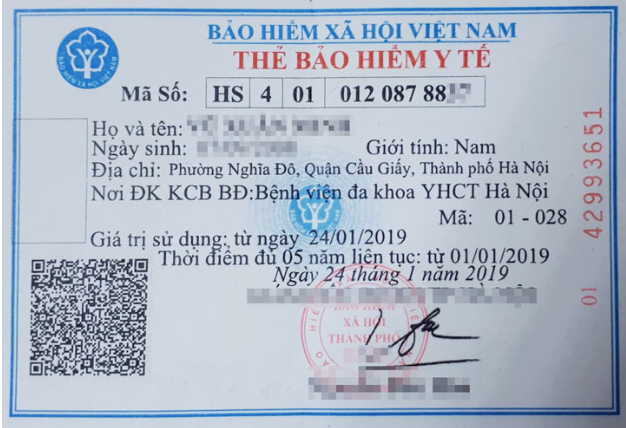 BẢO HIỂM XÃ HỘI VIỆT NAM
THẺ BẢO HIỂM Y TẾ
Mã Số: HS 4 01 012 087 88
Họ và tên:
Ngày sinh: Giới tính: Nam
Địa chỉ: Phường Nghĩa Đô, Quận Cầu Giấy, Thành phố Hà Nội
Nơi ĐK KCB BĐ:Bệnh viện đa khoa YHCT Hà Nội
Mã: 01 - 028
Giá trị sử dụng: từ ngày 24/01/2019
Thời điểm đủ 05 năm liên tục: từ 01/01/2019
Ngày 24 tháng 1 năm 2019
XÃ HỘI
THÀNH PHỐ
01 42993651